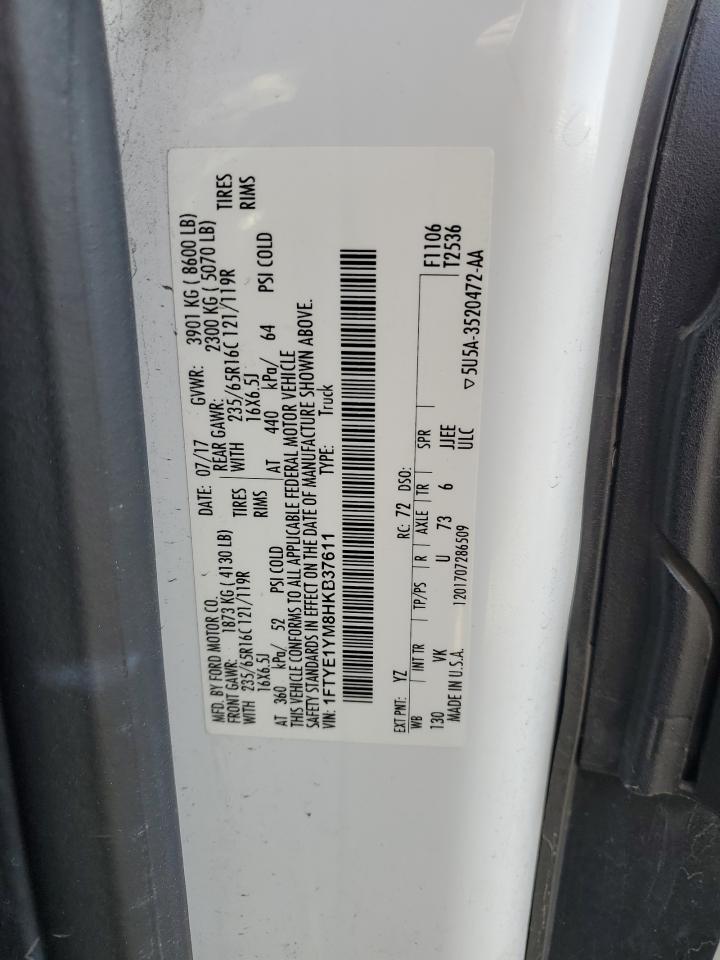 MFD. BY FORD MOTOR CO.
DATE: 07/17 GVWR: 3901 KG ( 8600 LB)
FRONT GAWR: 1873 KG ( 4130 LB) REAR GAWR: 2300 KG ( 5070 LB)
WITH 235/65R16C 121/119R TIRES WITH 235/65R16C 121/119R TIRES
16X6.5J RIMS 16X6.5J RIMS
AT 360 kPa/ 52 PSI COLD AT 440 kPa/ 64 PSI COLD
THIS VEHICLE CONFORMS TO ALL APPLICABLE FEDERAL MOTOR VEHICLE
SAFETY STANDARDS IN EFFECT ON THE DATE OF MANUFACTURE SHOWN ABOVE.
VIN: 1FTYE1YM8HKB37611 TYPE: Truck
EXT PNT: YZ RC: 72 DSO:
WB INT TR TP/PS R AXLE TR SPR F1106
130 VK U 73 6 JJEE T2536
MADE IN U.S.A. 1201707286509 ULC ▽5U5A-3520472-AA